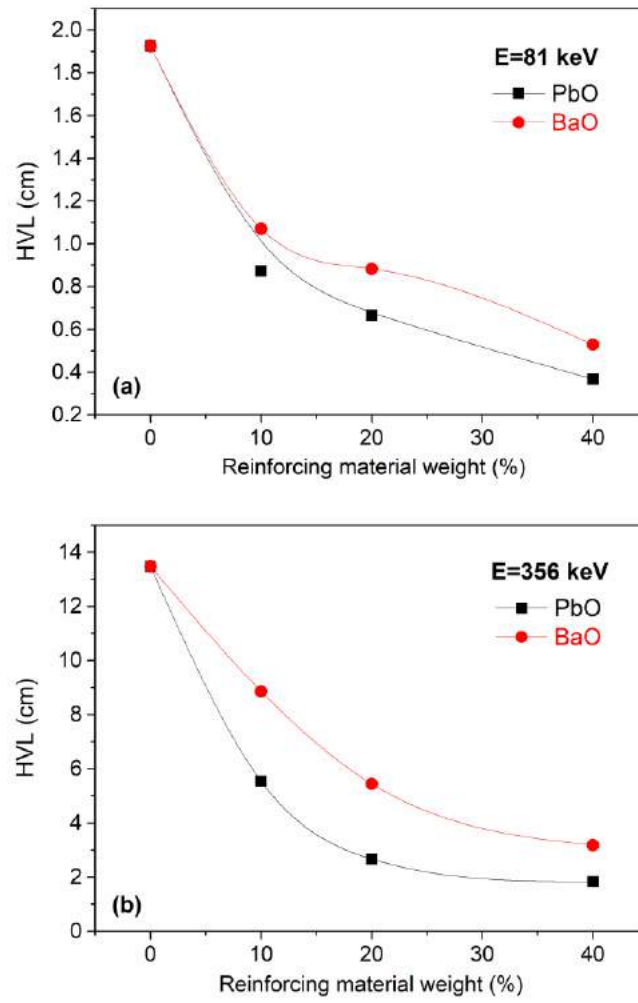 2.0
1.8
1.6
1.4
1.2
1.0
0.8
0.6
0.4
0.2
HVL (cm)
E=81 keV
PbO
BaO
(a)
0 10 20 30 40
Reinforcing material weight (%)
14
12
10
8
6
4
2
0
HVL (cm)
E=356 keV
PbO
BaO
(b)
0 10 20 30 40
Reinforcing material weight (%)